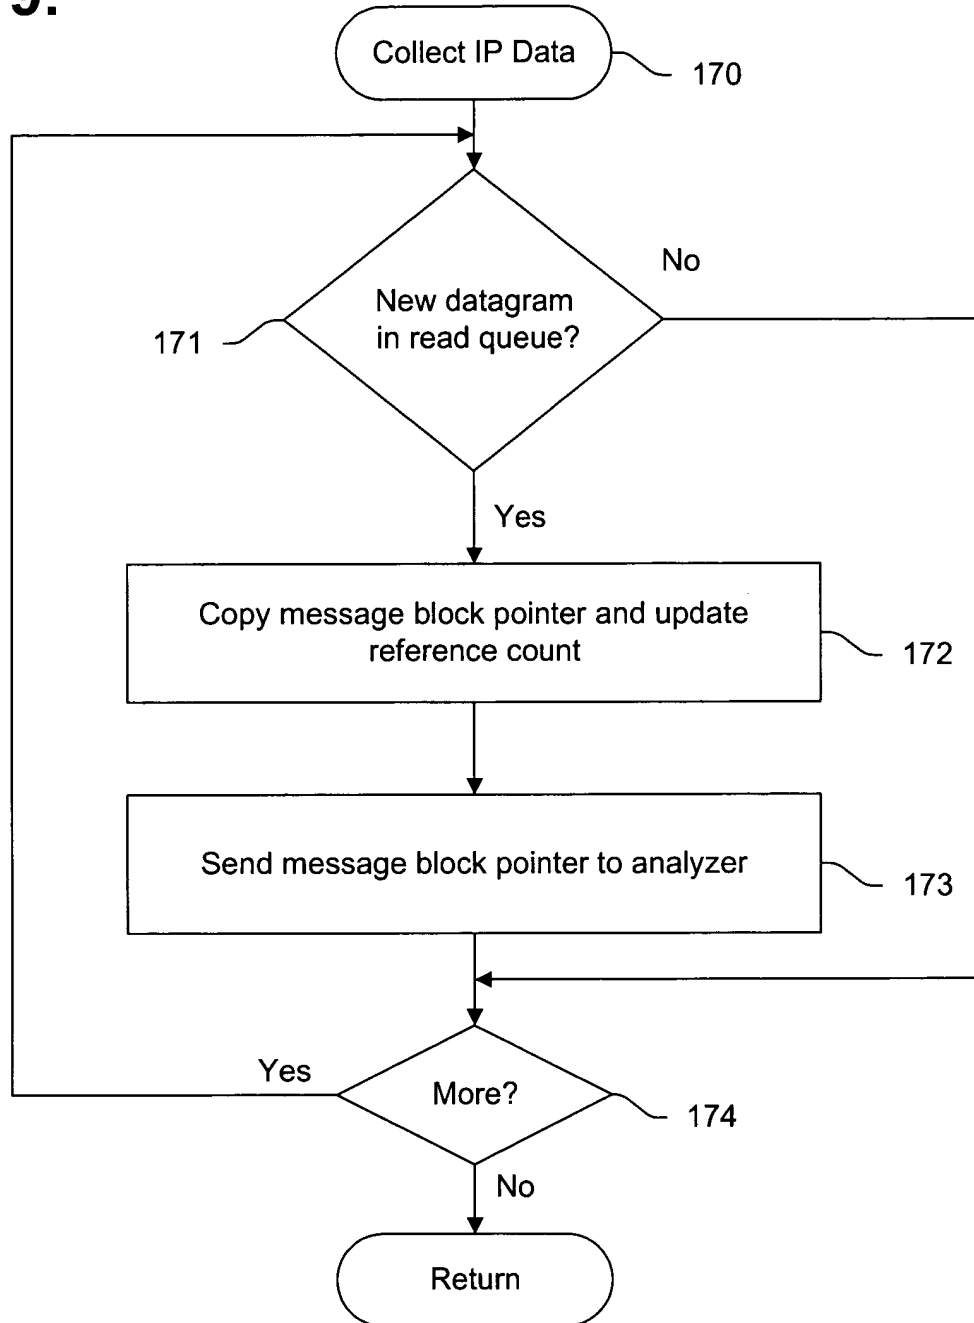 9.
Collect IP Data
170
No
New datagram
in read queue?
171
Yes
Copy message block pointer and update
reference count
172
Send message block pointer to analyzer
173
Yes
More?
174
No
Return